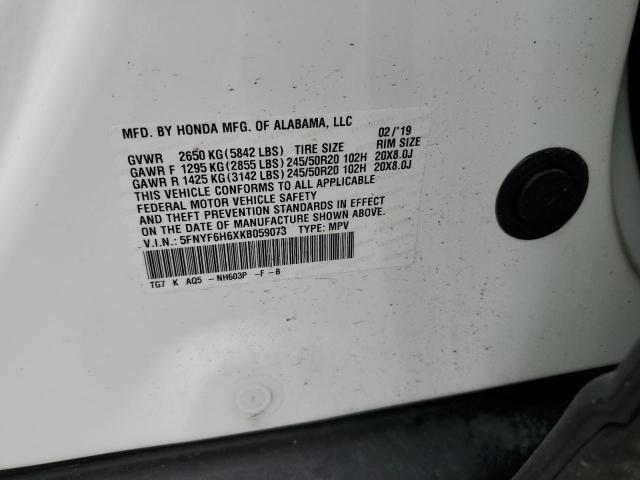 MFD. BY HONDA MFG. OF ALABAMA, LLC 02/'19
GVWR 2650 KG (5842 LBS) TIRE SIZE RIM SIZE
GAWR F 1295 KG (2855 LBS) 245/50R20 102H 20X8.0J
GAWR R 1425 KG (3142 LBS) 245/50R20 102H 20X8.0J
THIS VEHICLE CONFORMS TO ALL APPLICABLE
FEDERAL MOTOR VEHICLE SAFETY, BUMPER,
AND THEFT PREVENTION STANDARDS IN EFFECT
ON THE DATE OF MANUFACTURE SHOWN ABOVE.
V.I.N.: 5FNYF6H6XKB059073 TYPE: MPV
TG7 K AQ5 - NH603P -F-B